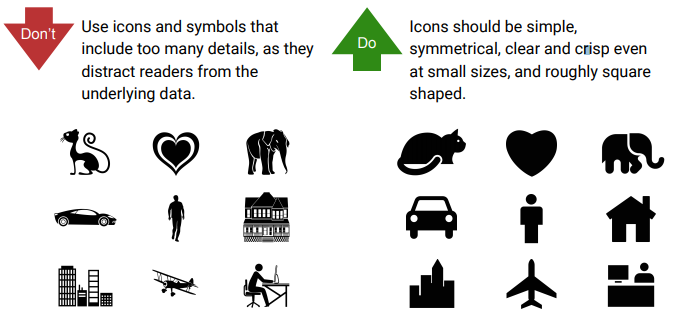 Don't
Use icons and symbols that
include too many details, as they
distract readers from the
underlying data.
Do
Icons should be simple,
symmetrical, clear and crisp even
at small sizes, and roughly square
shaped.